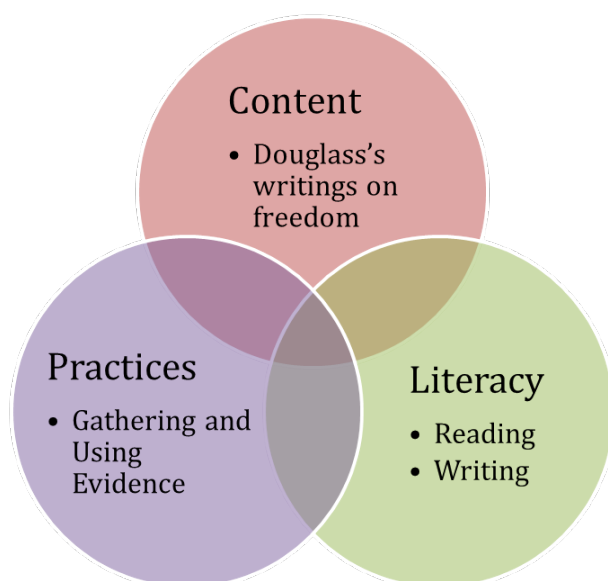 Content
• Douglass’s
writings on
freedom
Practices
• Gathering and
Using
Evidence
Literacy
• Reading
• Writing